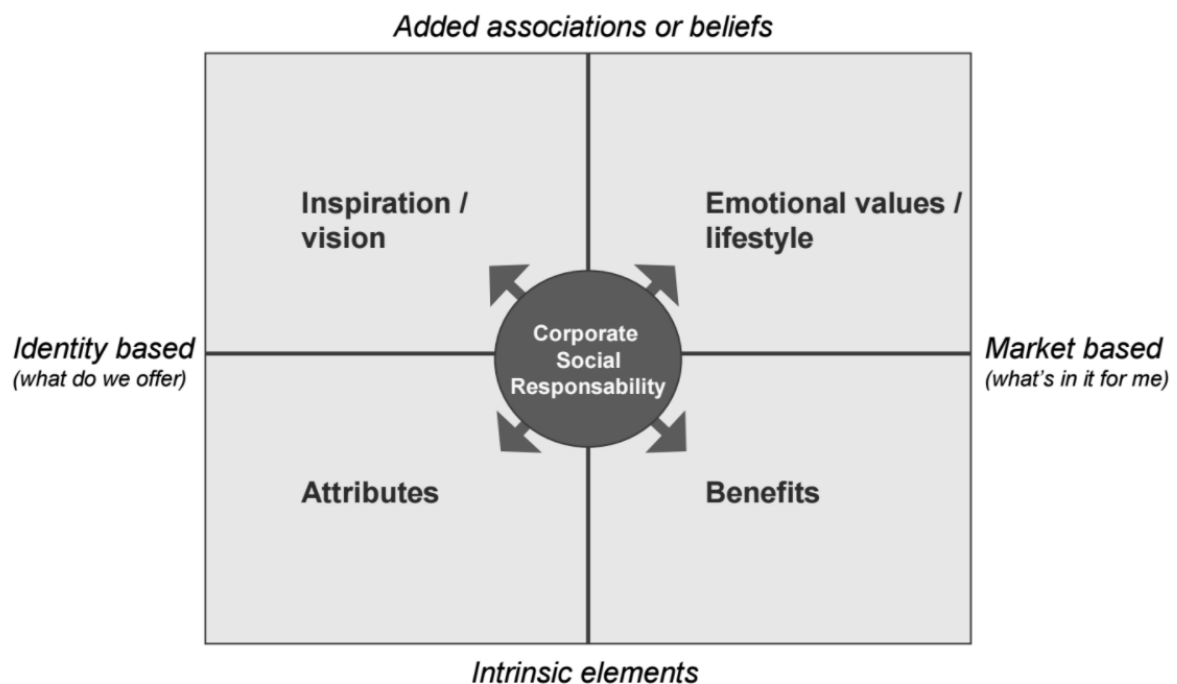 Added associations or beliefs
Inspiration /
vision
Emotional values /
lifestyle
Corporate
Social
Responsability
Identity based
(what do we offer)
Market based
(what's in it for me)
Attributes
Benefits
Intrinsic elements